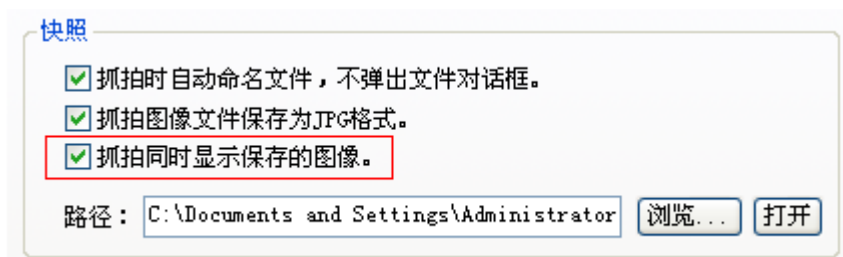 快照
抓拍时自动命名文件，不弹出文件对话框。
抓拍图像文件保存为JPG格式。
抓拍同时显示保存的图像。
路径： C:\Documents and Settings\Administrator 浏览... 打开